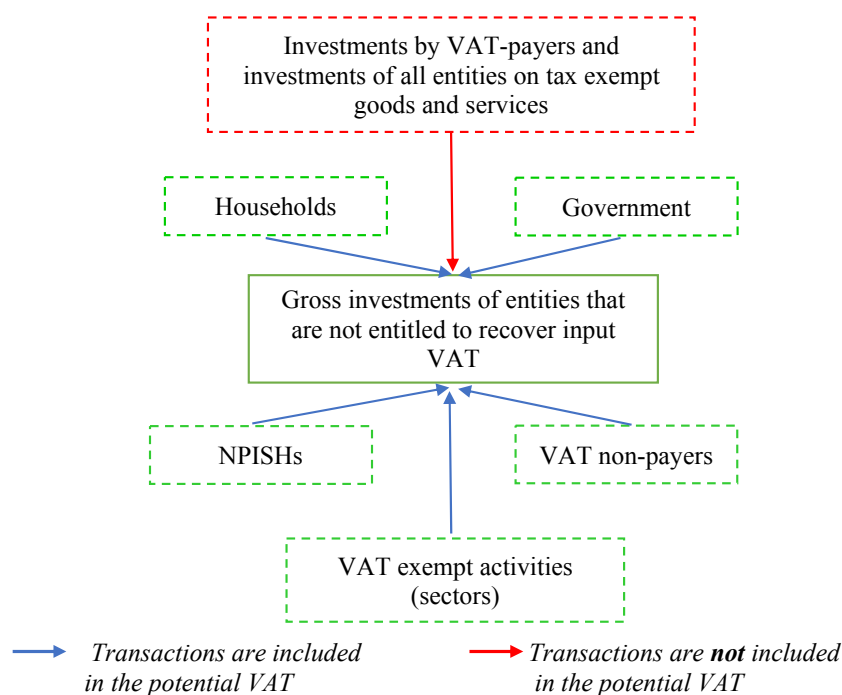 Investments by VAT-payers and
investments of all entities on tax exempt
goods and services
Households
Government
Gross investments of entities that
are not entitled to recover input
VAT
NPISHs
VAT non-payers
VAT exempt activities
(sectors)
Transactions are included
in the potential VAT
Transactions are not included
in the potential VAT